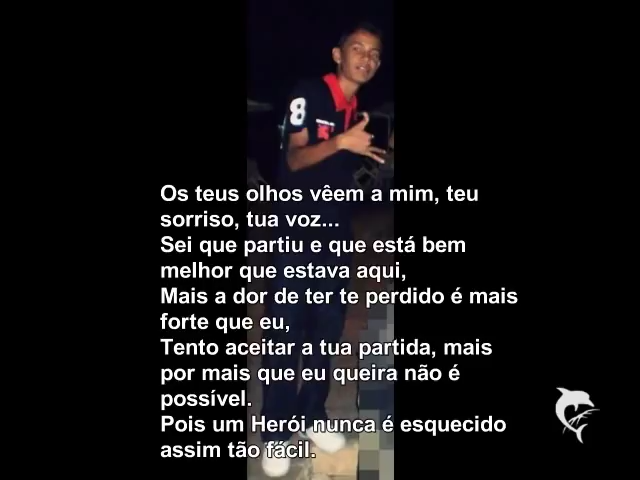 8
Os teus olhos vêem a mim, teu
sorriso, tua voz...
Sei que partiu e que está bem
melhor que estava aqui,
Mais a dor de ter te perdido é mais
forte que eu,
Tento aceitar a tua partida, mais
por mais que eu queira não é
possível.
Pois um Herói nunca é esquecido
assim tão fácil.